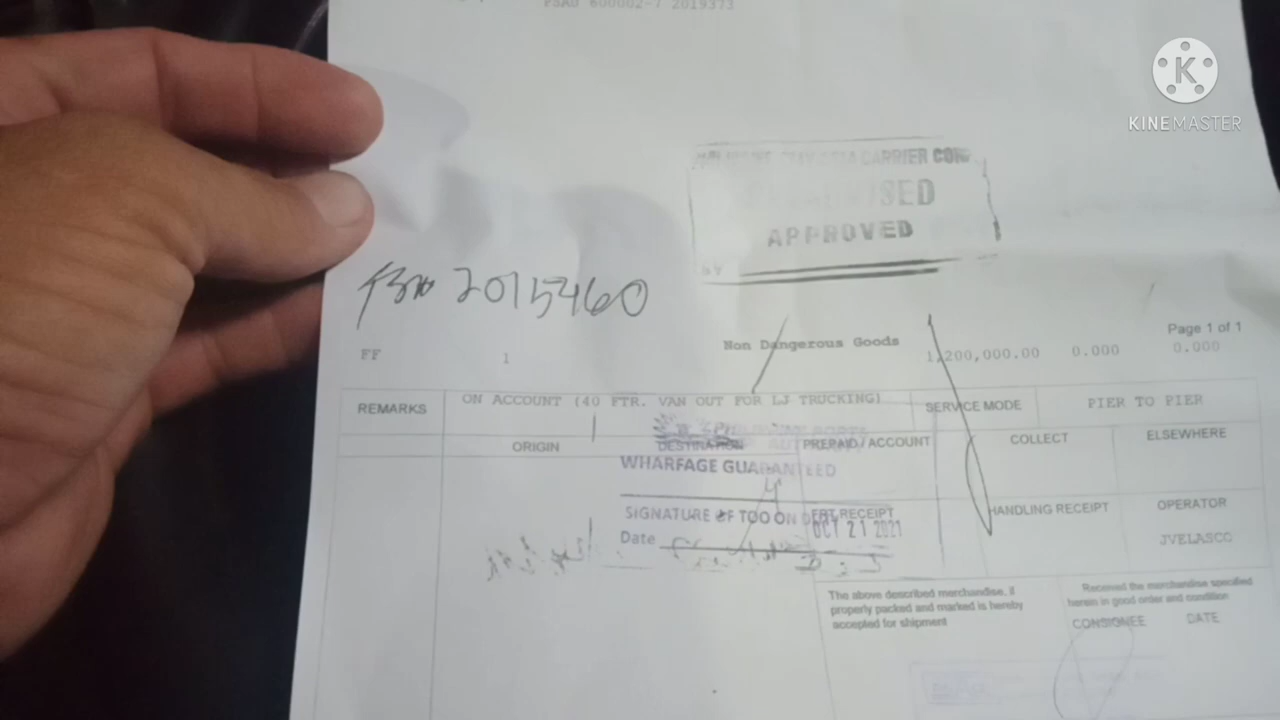 PSAU 600002-7 2019373
KINEMASTER
CARRIER CORP
APPROVED
BY
2015460
Page 1 of 1
FF 1 Non Dangerous Goods 1,200,000.00 0.000 0.000
REMARKS ON ACCOUNT (40 FTR. VAN OUT FOR LJ TRUCKING) SERVICE MODE PIER TO PIER
ORIGIN DESTINATION PREPAID / ACCOUNT COLLECT ELSEWHERE
WHARFAGE GUARANTEED
SIGNATURE OF TOO ON
RECEIPT HANDLING RECEIPT OPERATOR
Date OCT 21 2021 JVELASCO
The above described merchandise, if
properly packed and marked is hereby
accepted for shipment
Received the merchandise specified
herein in good order and condition
CONSIGNEE DATE